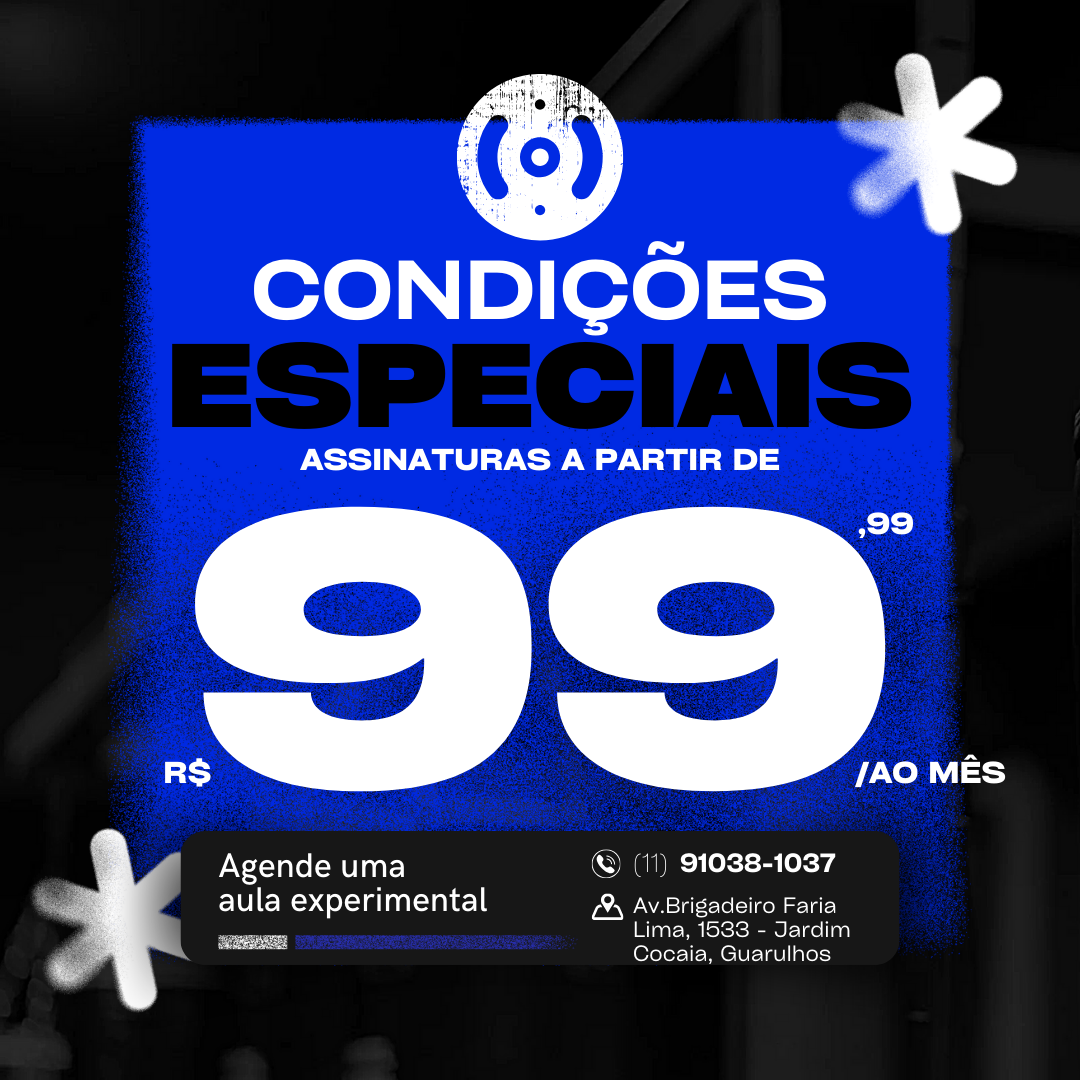 CONDIÇÕES
ESPECIAIS
ASSINATURAS A PARTIR DE
R$ 99,99 /AO MÊS
Agende uma
aula experimental
(11) 91038-1037
Av.Brigadeiro Faria
Lima, 1533 - Jardim
Cocaia, Guarulhos